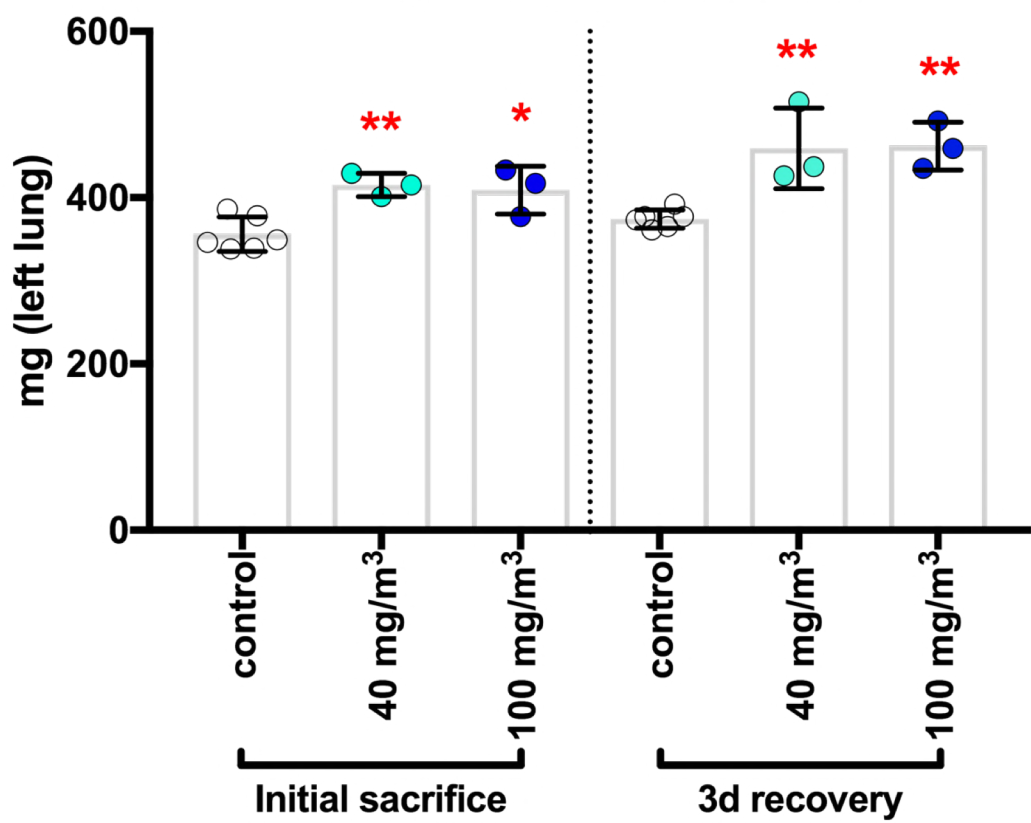 600
400
200
0
mg (left lung)
**
*
**
**
control
40 mg/m³
100 mg/m³
control
40 mg/m³
100 mg/m³
Initial sacrifice
3d recovery